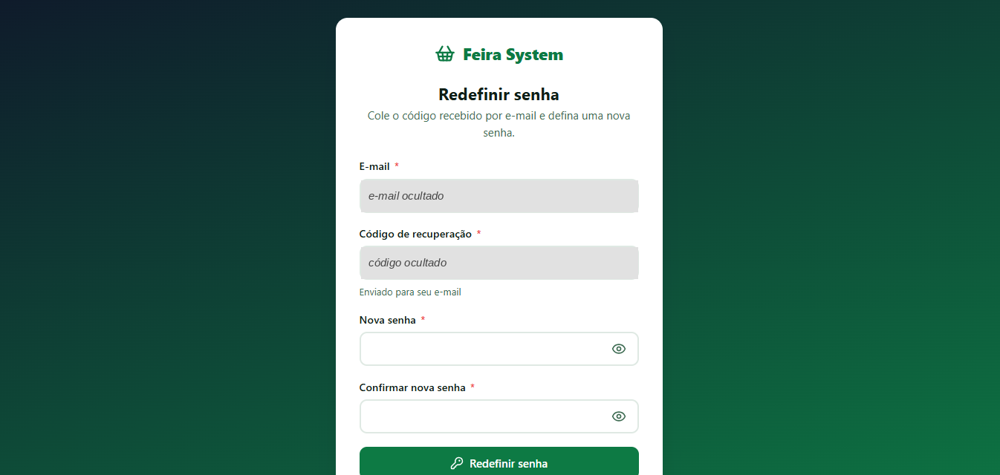 Feira System
Redefinir senha
Cole o código recebido por e-mail e defina uma nova
senha.
E-mail *
e-mail ocultado
Código de recuperação *
código ocultado
Enviado para seu e-mail
Nova senha *
Confirmar nova senha *
Redefinir senha